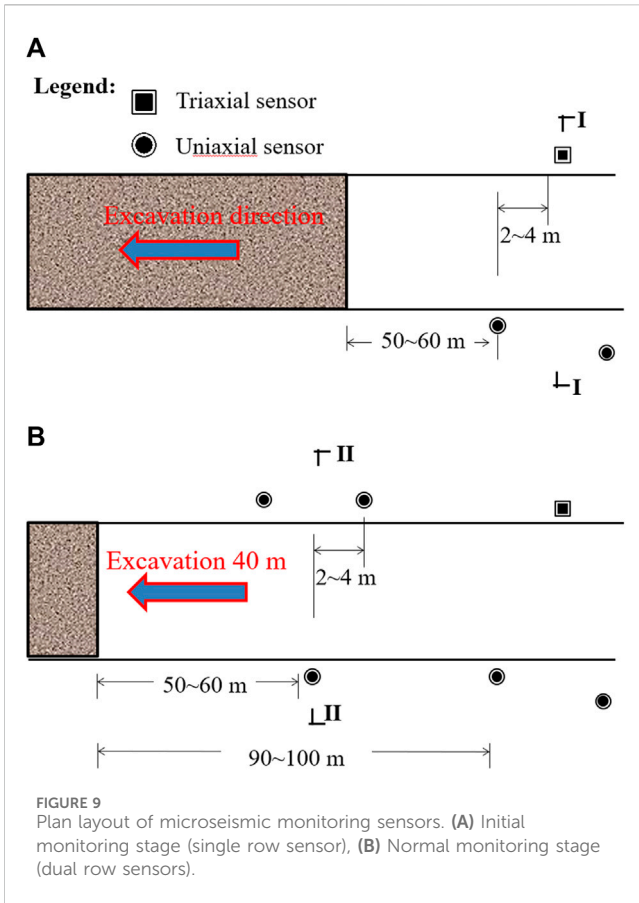 A
Legend:
Triaxial sensor
Uniaxial sensor
I
Excavation direction
2~4 m
50~60 m
I
B
II
Excavation 40 m
2~4 m
50~60 m
II
90~100 m
FIGURE 9
Plan layout of microseismic monitoring sensors. (A) Initial
monitoring stage (single row sensor), (B) Normal monitoring stage
(dual row sensors).